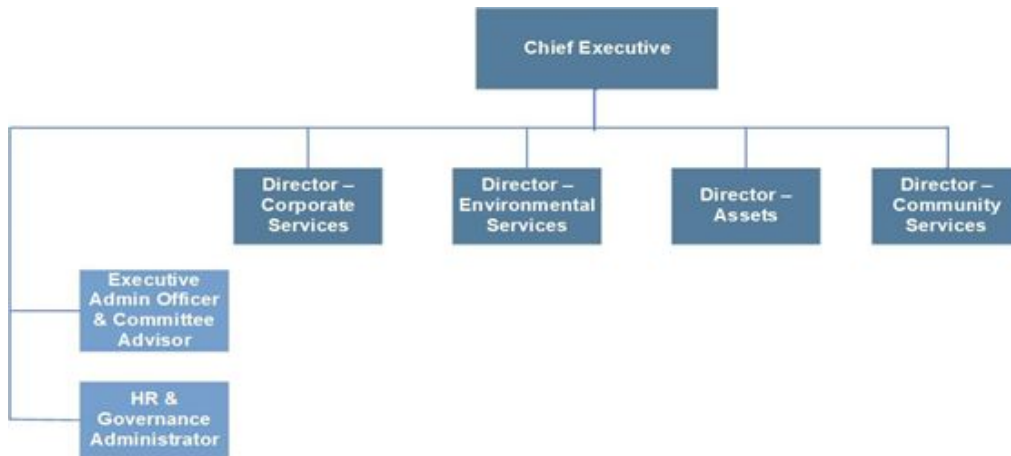 Chief Executive
Director –
Corporate
Services
Director –
Environmental
Services
Director –
Assets
Director –
Community
Services
Executive
Admin Officer
& Committee
Advisor
HR &
Governance
Administrator